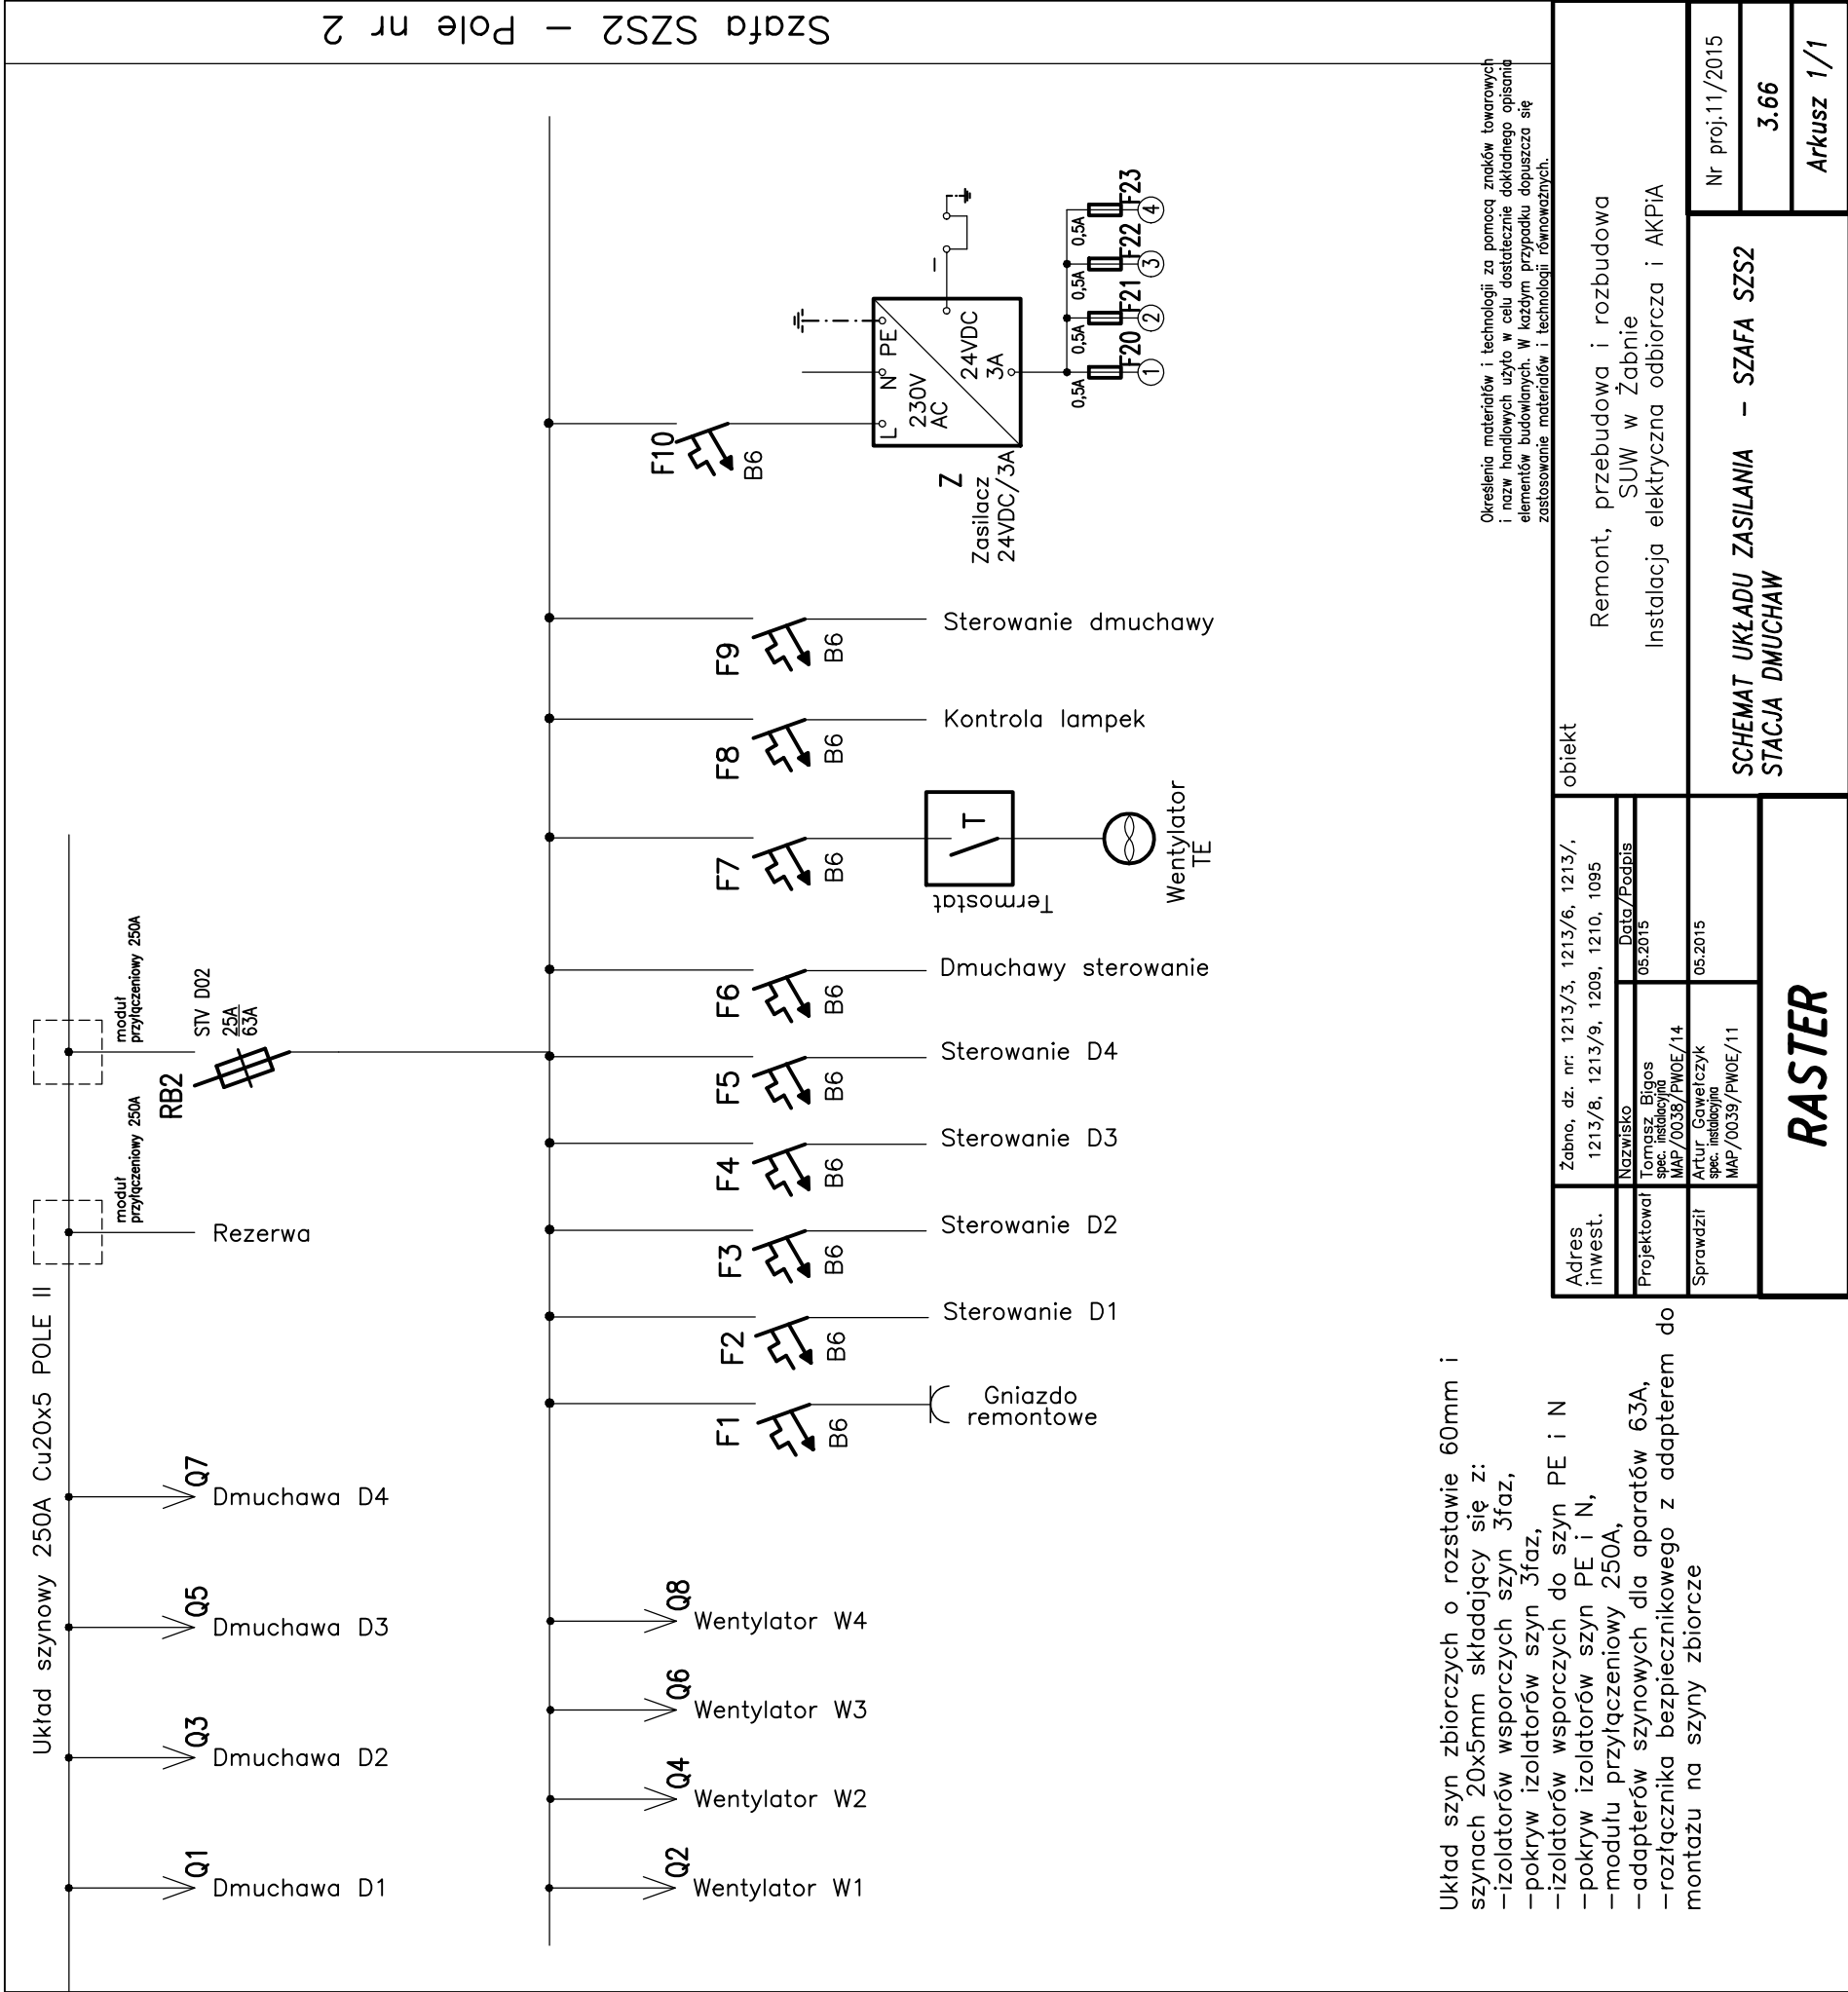 Szafa SZS2 – Pole nr 2
Układ szynowy 250A Cu20x5 POLE II
Q1
Dmuchawa D1
Q3
Dmuchawa D2
Q5
Dmuchawa D3
Q7
Dmuchawa D4
moduł
przyłączeniowy 250A
Rezerwa
moduł
przyłączeniowy 250A
RB2
STV D02
25A
63A
Q2
Wentylator W1
Q4
Wentylator W2
Q6
Wentylator W3
Q8
Wentylator W4
F1
B6
Gniazdo
remontowe
F2
B6
Sterowanie D1
F3
B6
Sterowanie D2
F4
B6
Sterowanie D3
F5
B6
Sterowanie D4
F6
B6
Dmuchawy sterowanie
F7
B6
Termostat
T
Wentylator
TE
F8
B6
Kontrola lampek
F9
B6
Sterowanie dmuchawy
F10
B6
Z
Zasilacz
24VDC/3A
L N PE
230V
AC
24VDC
3A
–
0,5A
F20
1
0,5A
F21
2
0,5A
F22
3
0,5A
F23
4
Układ szyn zbiorczych o rozstawie 60mm i
szynach 20x5mm składający się z:
–izolatorów wsporczych szyn 3faz,
–pokryw izolatorów szyn 3faz,
–izolatorów wsporczych do szyn PE i N
–pokryw izolatorów szyn PE i N,
–modułu przyłączeniowy 250A,
–adapterów szynowych dla aparatów 63A,
–rozłącznika bezpiecznikowego z adapterem do
montażu na szyny zbiorcze
Określenia materiałów i technologii za pomocą znaków towarowych
i nazw handlowych użyto w celu dostatecznie dokładnego opisania
elementów budowlanych. W każdym przypadku dopuszcza się
zastosowanie materiałów i technologii równoważnych.
Adres
inwest.
Żabno, dz. nr: 1213/3, 1213/6, 1213/,
1213/8, 1213/9, 1209, 1210, 1095
Nazwisko
Data/Podpis
Projektował
Tomasz Bigos
spec. instalacyjna
MAP/0038/PWOE/14
05.2015
Sprawdził
Artur Gawełczyk
spec. instalacyjna
MAP/0039/PWOE/11
05.2015
RASTER
obiekt
Remont, przebudowa i rozbudowa
SUW w Żabnie
Instalacja elektryczna odbiorcza i AKPiA
SCHEMAT UKŁADU ZASILANIA – SZAFA SZS2
STACJA DMUCHAW
Nr proj.11/2015
3.66
Arkusz 1/1